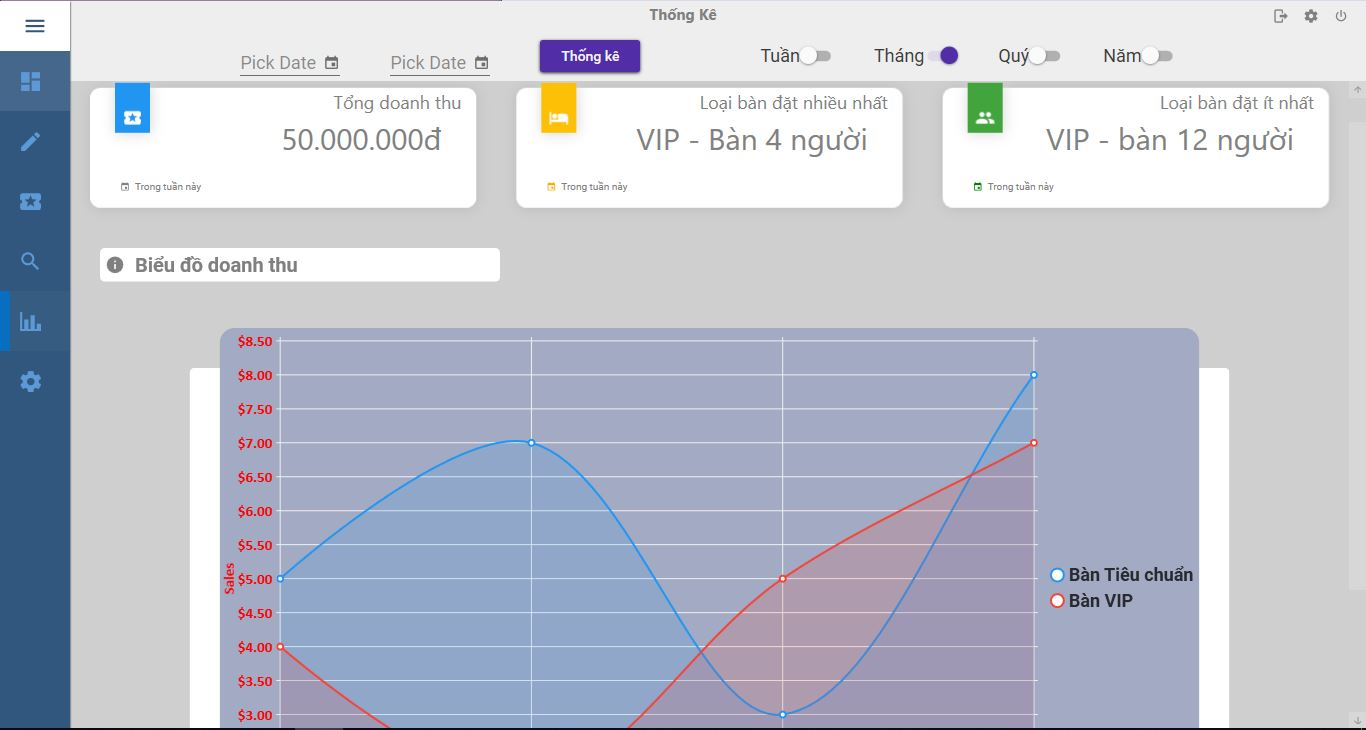 Thống Kê
Pick Date
Pick Date
Thống kê
Tuần
Tháng
Quý
Năm
Tổng doanh thu
50.000.000đ
Trong tuần này
Loại bàn đặt nhiều nhất
VIP - Bàn 4 người
Trong tuần này
Loại bàn đặt ít nhất
VIP - bàn 12 người
Trong tuần này
Biểu đồ doanh thu
$8.50
$8.00
$7.50
$7.00
$6.50
$6.00
$5.50
$5.00
$4.50
$4.00
$3.50
$3.00
Sales
Bàn Tiêu chuẩn
Bàn VIP